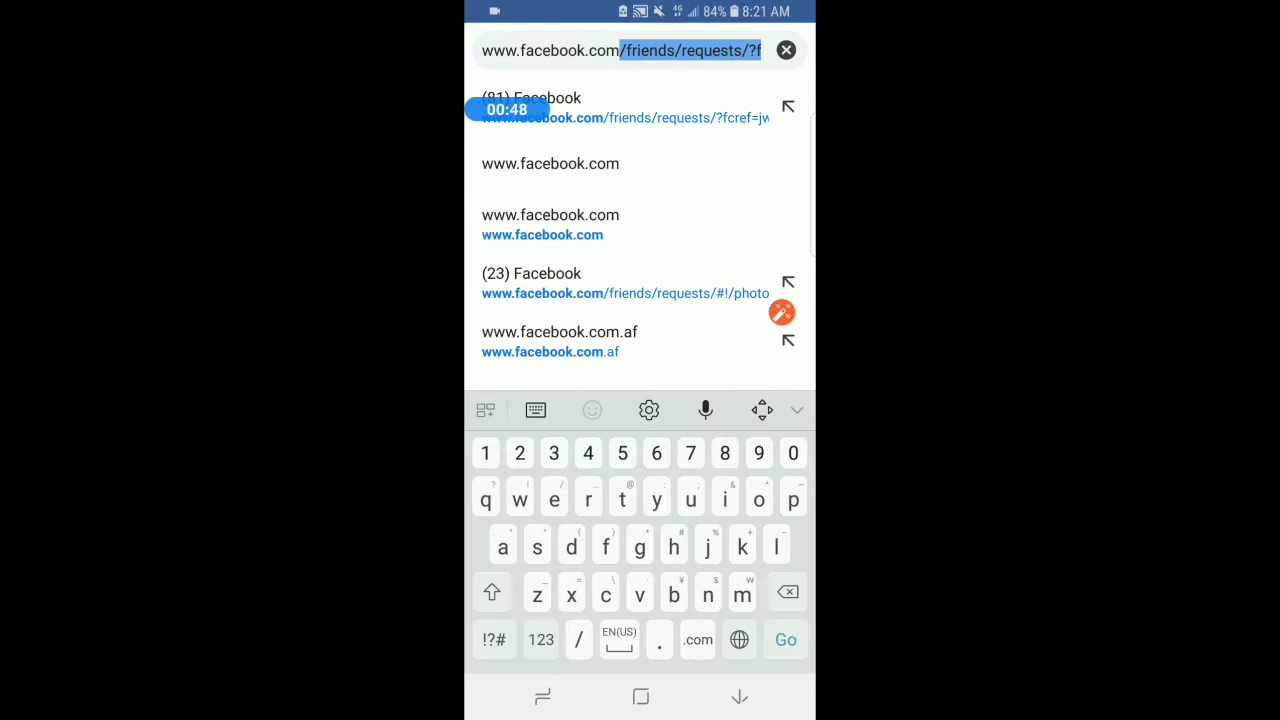 4G 84% 8:21 AM
www.facebook.com/friends/requests/?f
(81) Facebook
00:48
www.facebook.com/friends/requests/?fcref=jw
www.facebook.com
www.facebook.com
www.facebook.com
(23) Facebook
www.facebook.com/friends/requests/#!/photo
www.facebook.com.af
www.facebook.com.af
1 2 3 4 5 6 7 8 9 0
q w e r t y u i o p
a s d f g h j k l
z x c v b n m
!?# 123 / EN(US) . .com Go